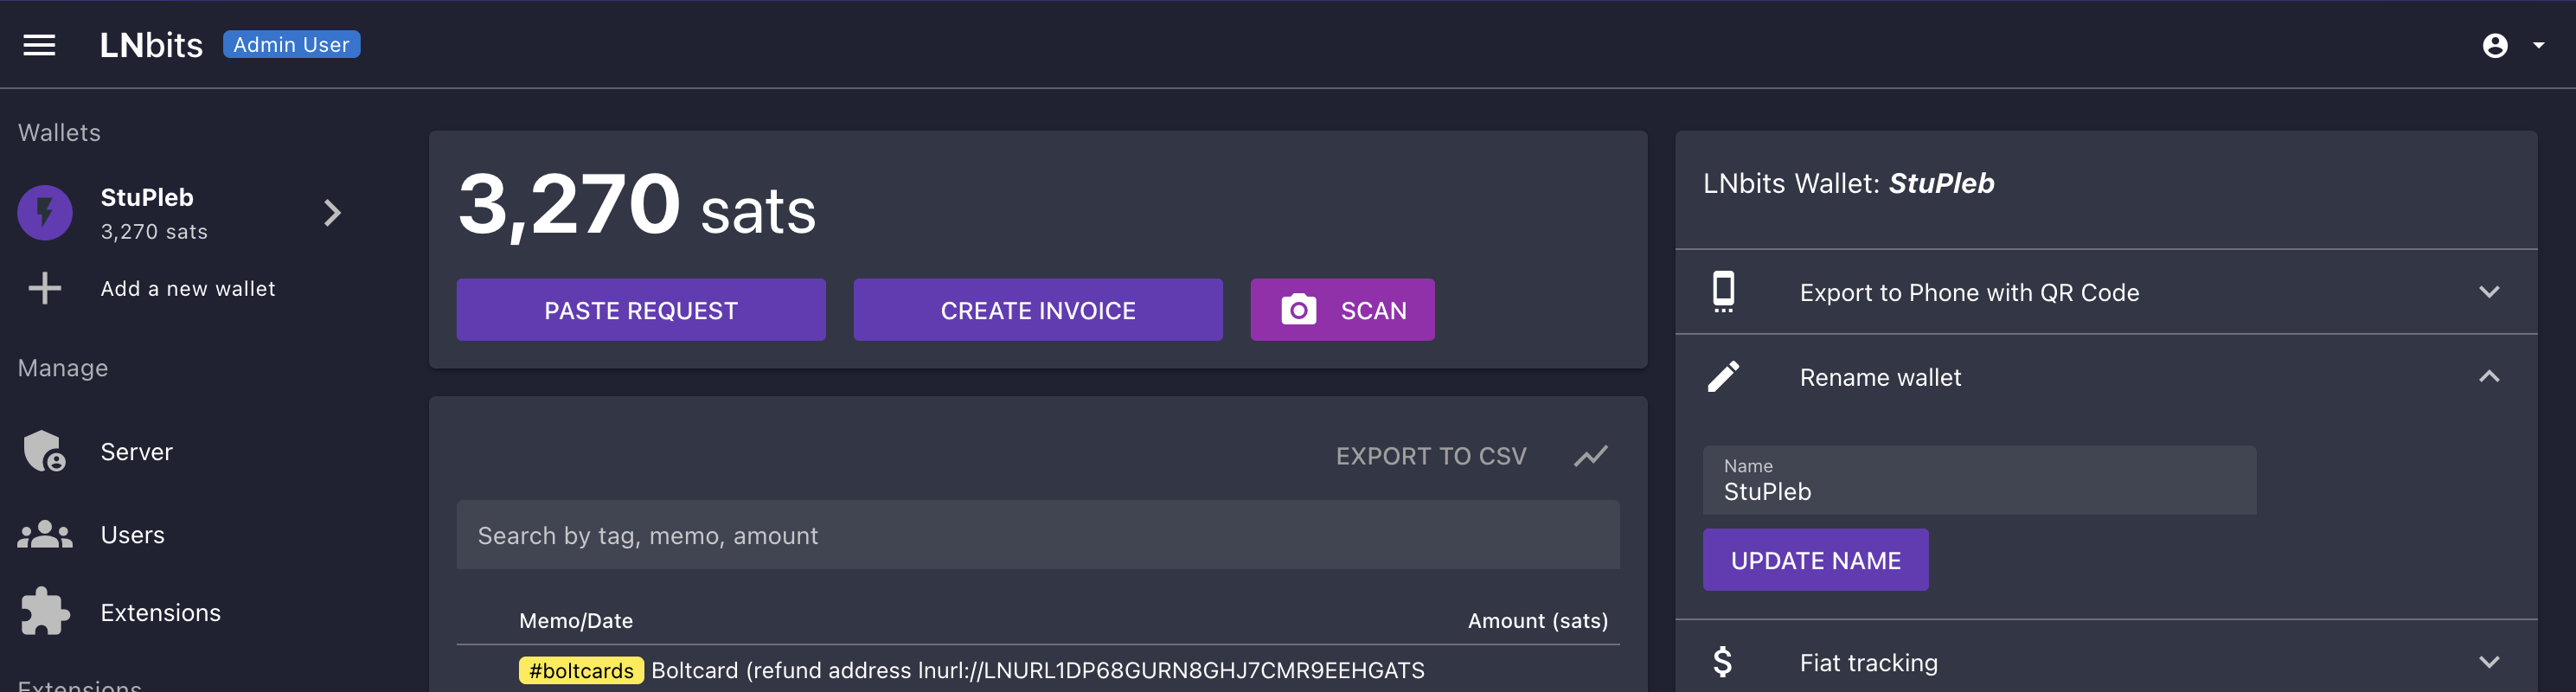 LNbits Admin User
Wallets
StuPleb
3,270 sats
Add a new wallet
Manage
Server
Users
Extensions
Extensions
3,270 sats
PASTE REQUEST
CREATE INVOICE
SCAN
EXPORT TO CSV
Search by tag, memo, amount
Memo/Date
Amount (sats)
#boltcards Boltcard (refund address lnurl://LNURL1DP68GURN8GHJ7CMR9EEHGATS
LNbits Wallet: StuPleb
Export to Phone with QR Code
Rename wallet
Name
StuPleb
UPDATE NAME
Fiat tracking